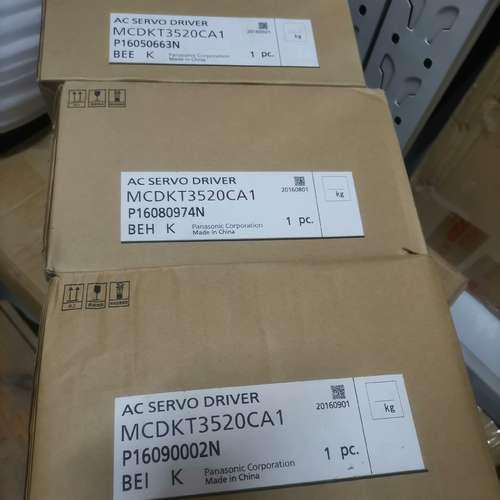 AC SERVO DRIVER
MCDKT3520CA1
20160501
P16050663N
BEE K
Panasonic Corporation
Made in China
1 pc.
kg
AC SERVO DRIVER
MCDKT3520CA1
20160801
P16080974N
BEH K
Panasonic Corporation
Made in China
1 pc.
kg
AC SERVO DRIVER
MCDKT3520CA1
20160901
P16090002N
BEI K
Panasonic Corporation
Made in China
1 pc.
kg